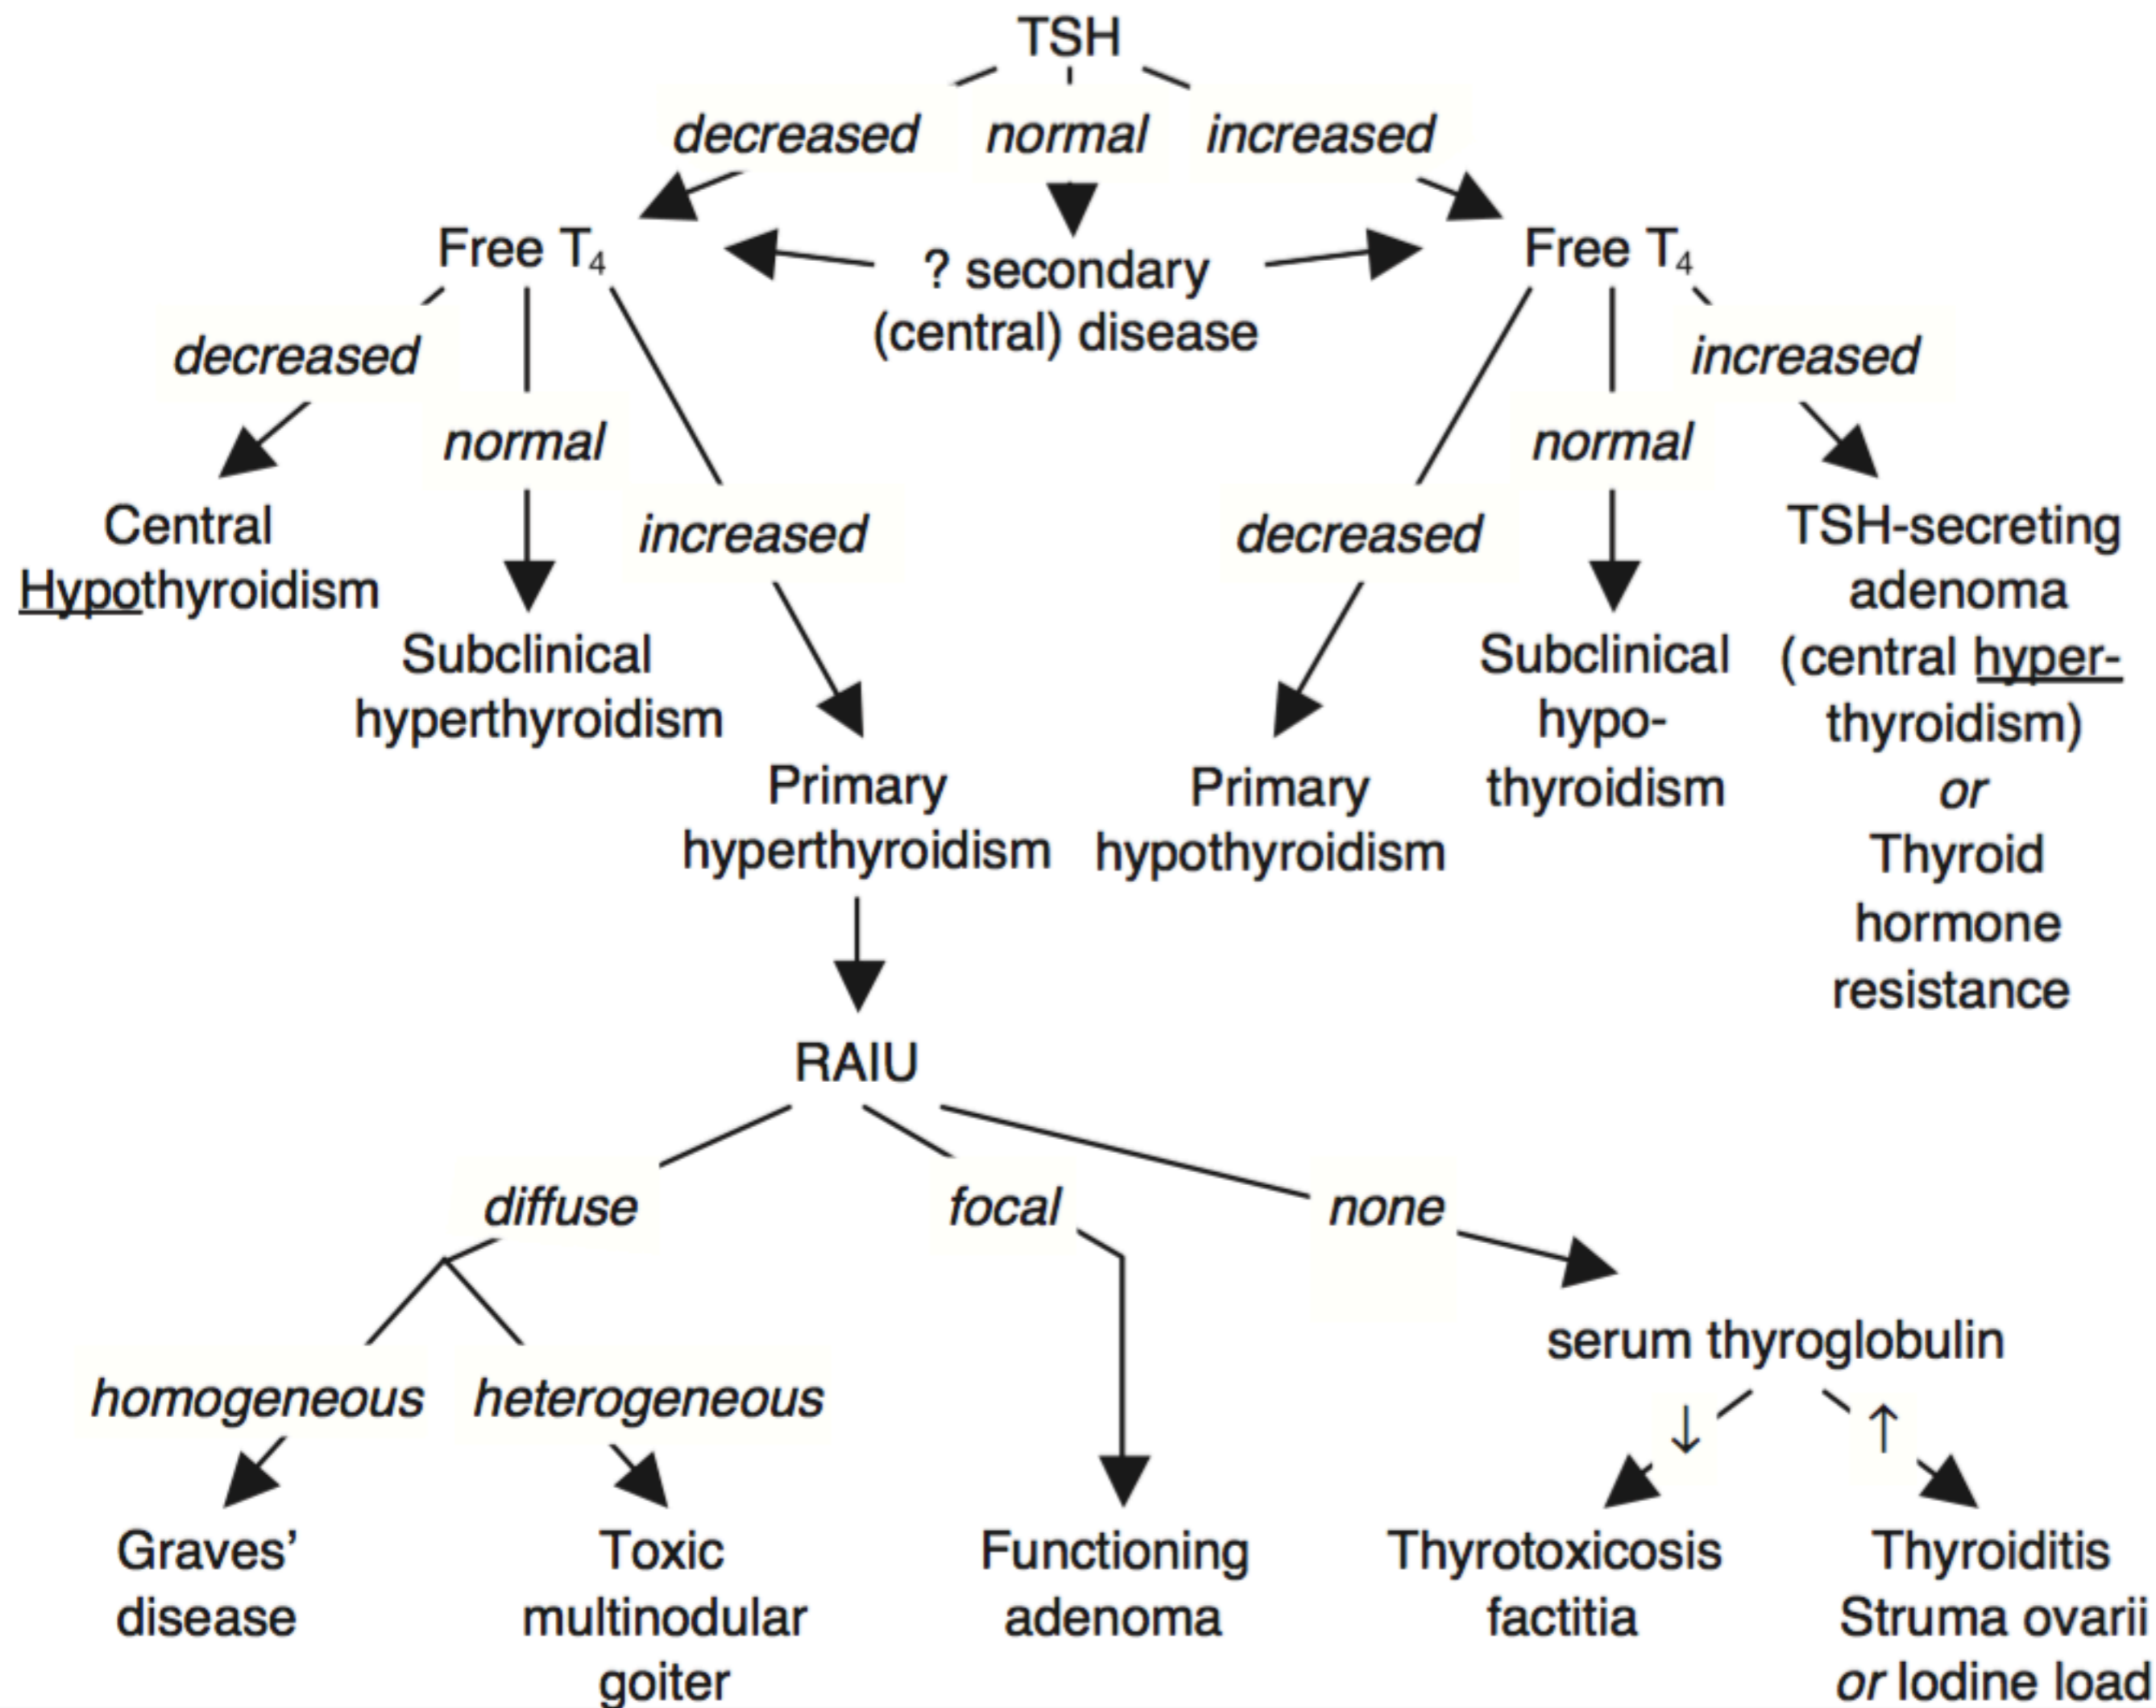 TSH
decreased normal increased
Free T₄
? secondary
(central) disease
Free T₄
decreased
normal
increased
decreased
normal
increased
Central
Hypothyroidism
Subclinical
hyperthyroidism
Primary
hyperthyroidism
Primary
hypothyroidism
Subclinical
hypo-
thyroidism
TSH-secreting
adenoma
(central hyper-
thyroidism)
or
Thyroid
hormone
resistance
RAIU
diffuse
focal
none
homogeneous
heterogeneous
serum thyroglobulin
↓ ↑
Graves’
disease
Toxic
multinodular
goiter
Functioning
adenoma
Thyrotoxicosis
factitia
Thyroiditis
Struma ovarii
or Iodine load